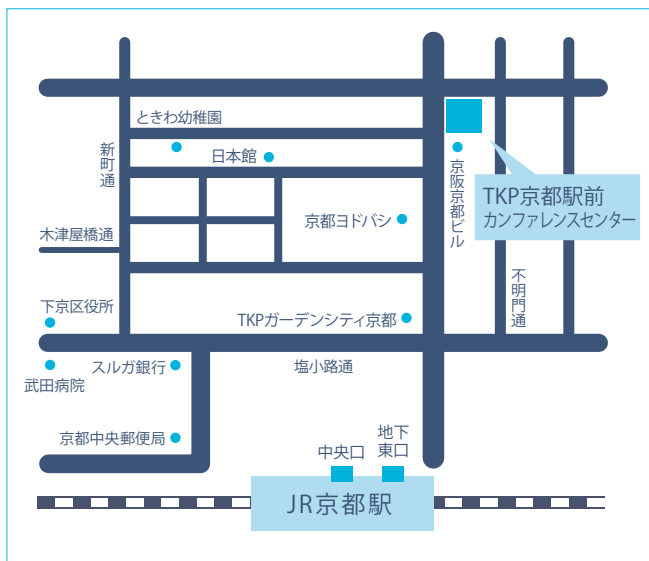 ときわ幼稚園
新町通
日本館
京阪京都ビル
TKP京都駅前
カンファレンスセンター
京都ヨドバシ
木津屋橋通
不明門通
下京区役所
TKPガーデンシティ京都
スルガ銀行
塩小路通
武田病院
京都中央郵便局
中央口
地下
東口
JR京都駅